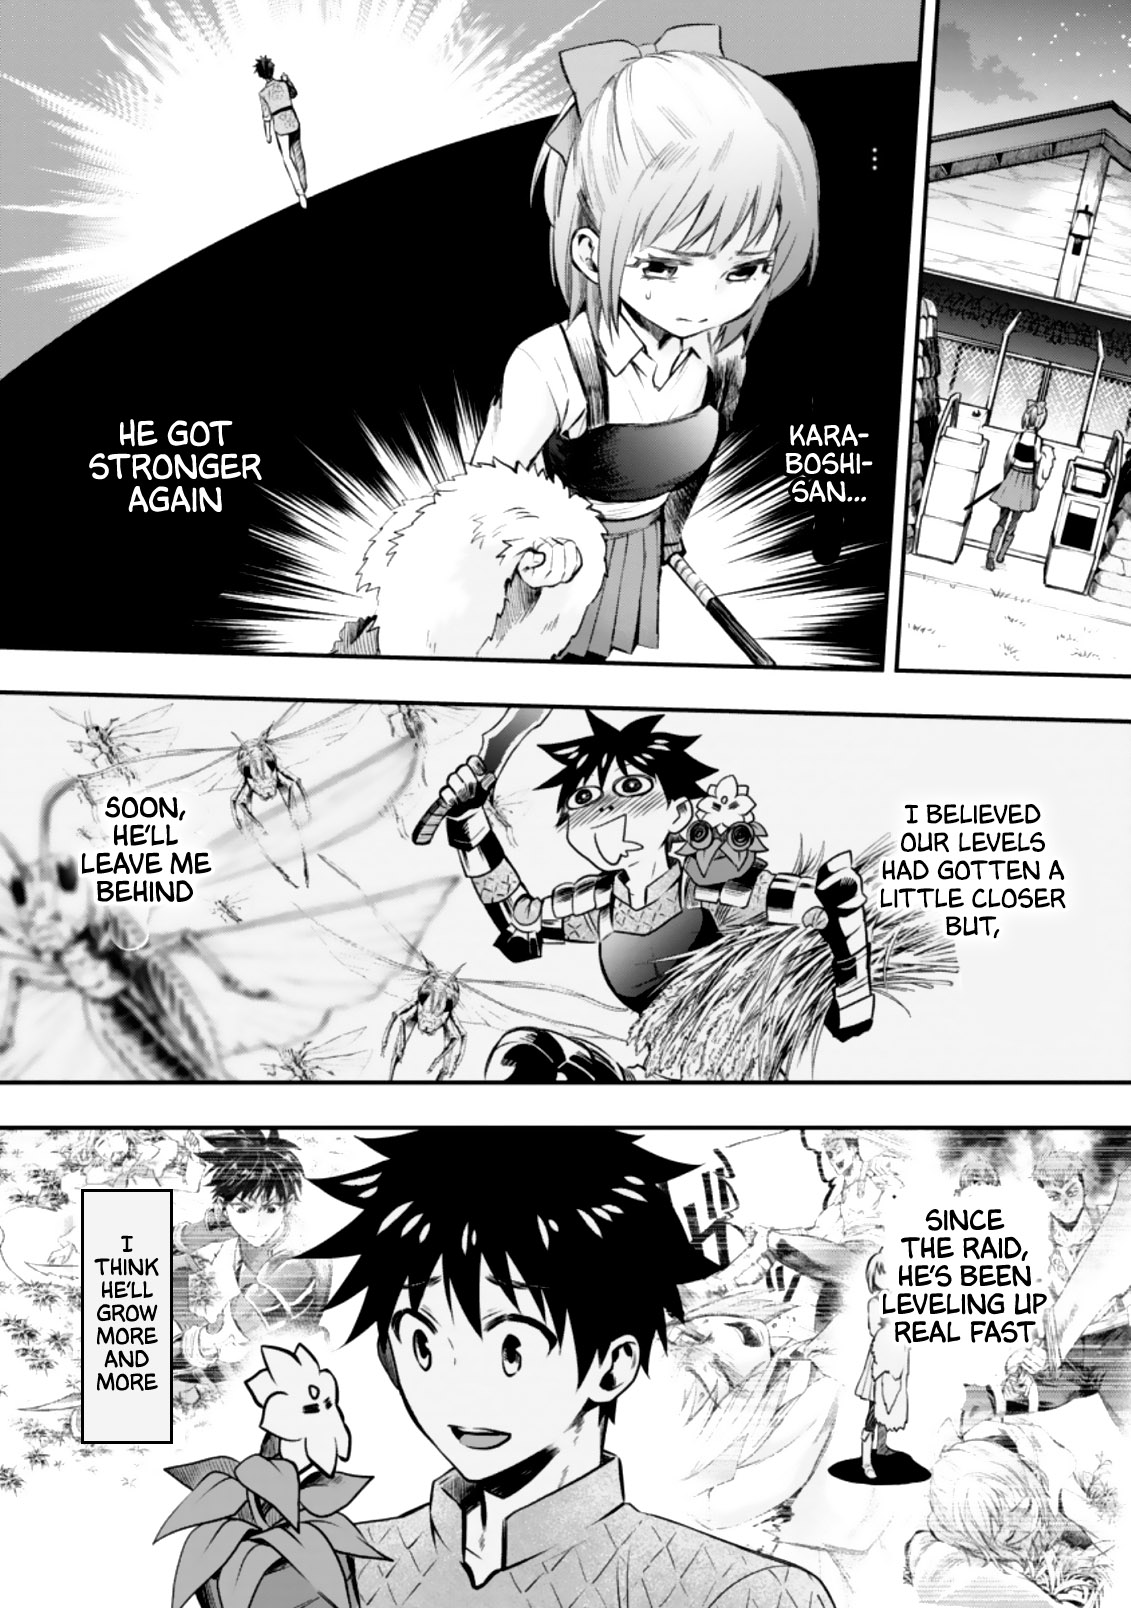 ...
KARA-
BOSHI-
SAN...
HE GOT
STRONGER
AGAIN
I BELIEVED
OUR LEVELS
HAD GOTTEN A
LITTLE CLOSER
BUT,
SOON,
HE'LL
LEAVE ME
BEHIND
SINCE
THE RAID,
HE'S BEEN
LEVELING UP
REAL FAST
I
THINK
HE'LL
GROW
MORE
AND
MORE